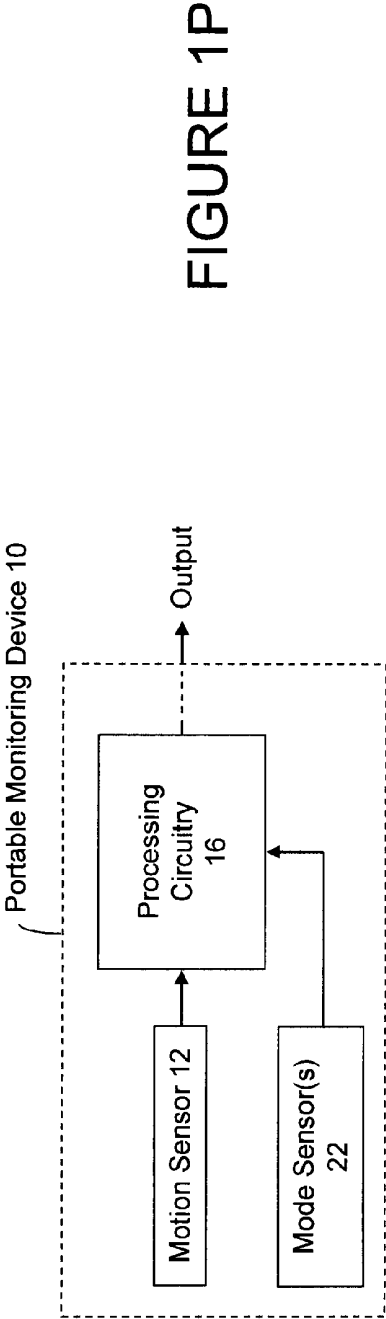 Portable Monitoring Device 10
Motion Sensor 12
Processing
Circuitry
16
Output
Mode Sensor(s)
22
FIGURE 1P